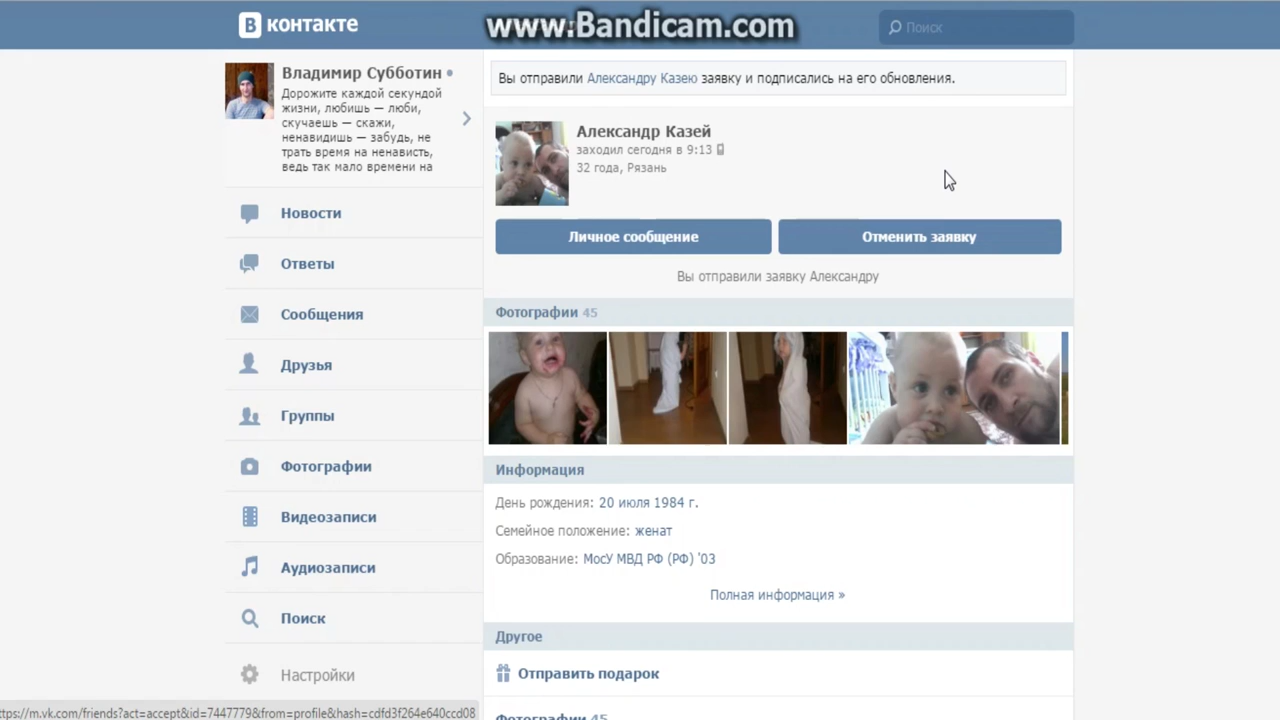 В контакте
www.Bandicam.com
Поиск
Владимир Субботин
Дорожите каждой секундой
жизни, любишь — люби,
скучаешь — скажи,
ненавидишь — забудь, не
трать время на ненависть,
ведь так мало времени на
Новости
Ответы
Сообщения
Друзья
Группы
Фотографии
Видеозаписи
Аудиозаписи
Поиск
Настройки
Вы отправили Александру Казею заявку и подписались на его обновления.
Александр Казей
заходил сегодня в 9:13
32 года, Рязань
Личное сообщение
Отменить заявку
Вы отправили заявку Александру
Фотографии 45
Информация
День рождения: 20 июля 1984 г.
Семейное положение: женат
Образование: МосУ МВД РФ (РФ) '03
Полная информация »
Другое
Отправить подарок
Фотографии 45
ttps://m.vk.com/friends?act=accept&id=7447779&from=profile&hash=cdfd3f264e640ccd08